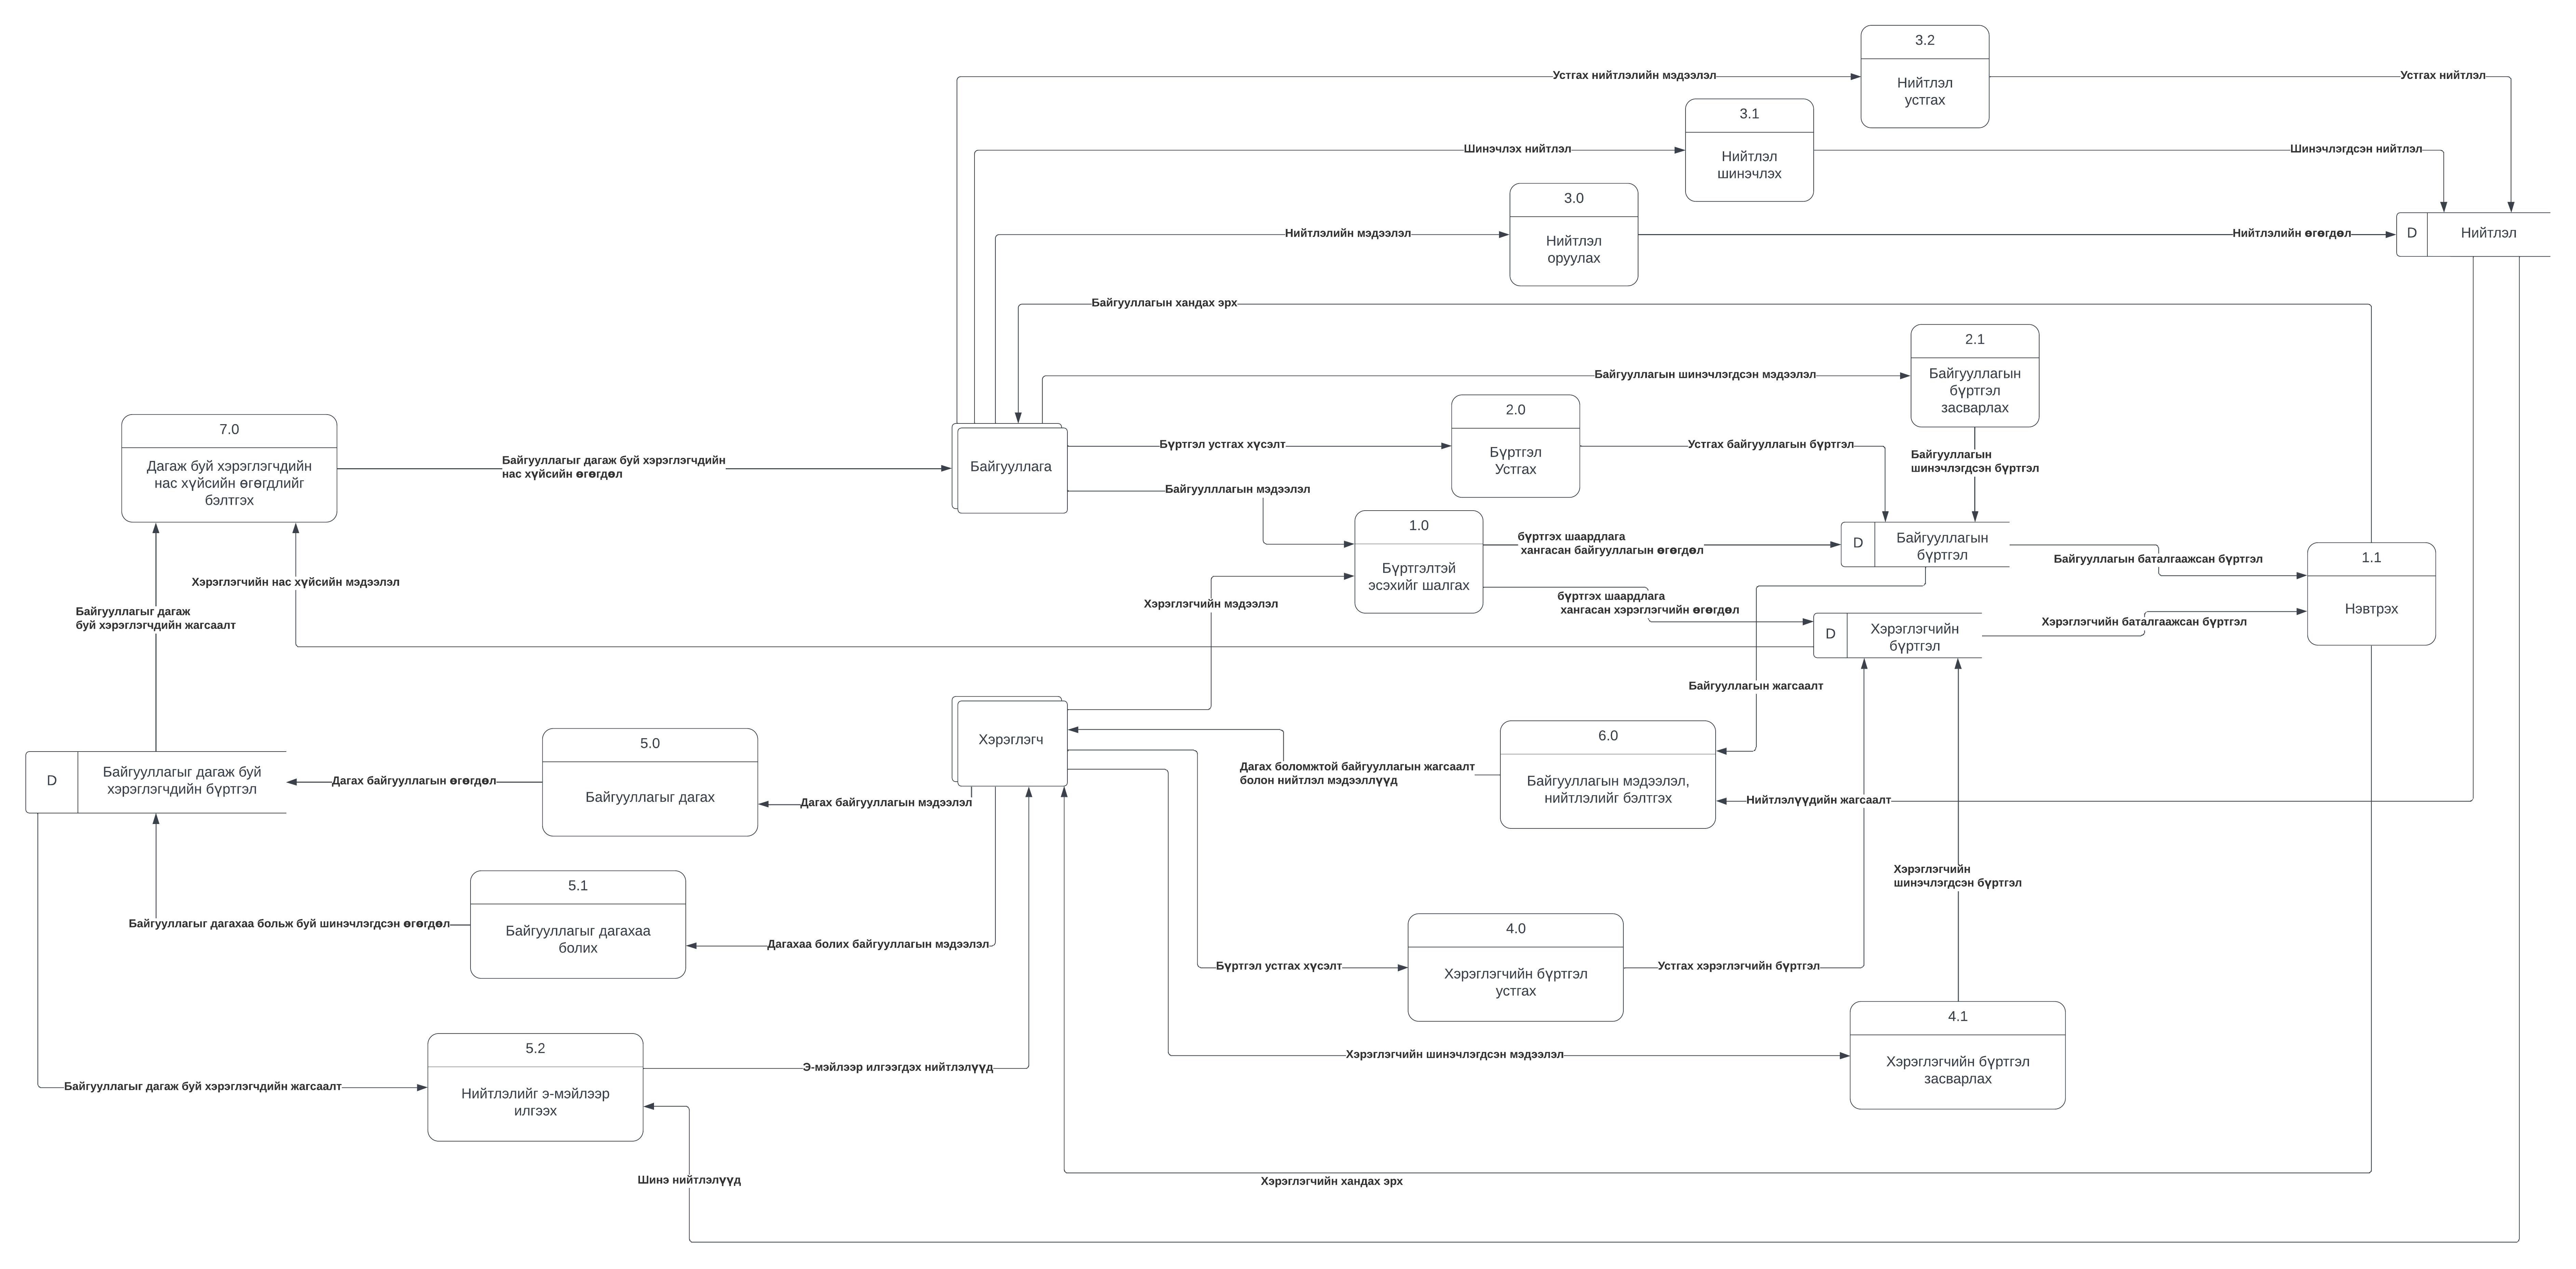 3.2
Нийтлэл
устгах
Устгах нийтлэлийн мэдээлэл
Устгах нийтлэл
3.1
Нийтлэл
шинэчлэх
Шинэчлэх нийтлэл
Шинэчлэгдсэн нийтлэл
3.0
Нийтлэл
оруулах
Нийтлэлийн мэдээлэл
Нийтлэлийн өгөгдөл
D
Нийтлэл
Байгууллагын хандах эрх
2.1
Байгууллагын
бүртгэл
засварлах
Байгууллагын шинэчлэгдсэн мэдээлэл
2.0
Бүртгэл
Устгах
7.0
Дагаж буй хэрэглэгчдийн
нас хүйсийн өгөгдлийг
бэлтгэх
Байгууллагыг дагаж буй хэрэглэгчдийн
нас хүйсийн өгөгдөл
Байгууллага
Бүртгэл устгах хүсэлт
Устгах байгууллагын бүртгэл
Байгууллагын
шинэчлэгдсэн бүртгэл
Байгуулллагын мэдээлэл
1.0
Бүртгэлтэй
эсэхийг шалгах
бүртгэх шаардлага
хангасан байгууллагын өгөгдөл
D
Байгууллагын
бүртгэл
Байгууллагын баталгаажсан бүртгэл
1.1
Нэвтрэх
Хэрэглэгчийн нас хүйсийн мэдээлэл
Хэрэглэгчийн мэдээлэл
бүртгэх шаардлага
хангасан хэрэглэгчийн өгөгдөл
Байгууллагыг дагаж
буй хэрэглэгчдийн жагсаалт
D
Хэрэглэгчийн
бүртгэл
Хэрэглэгчийн баталгаажсан бүртгэл
Байгууллагын жагсаалт
Хэрэглэгч
5.0
Байгууллагыг дагах
6.0
Байгууллагын мэдээлэл,
нийтлэлийг бэлтгэх
D
Байгууллагыг дагаж буй
хэрэглэгчдийн бүртгэл
Дагах байгууллагын өгөгдөл
Дагах байгууллагын мэдээлэл
Дагах боломжтой байгууллагын жагсаалт
болон нийтлэл мэдээллүүд
Нийтлэлүүдийн жагсаалт
5.1
Байгууллагыг дагахаа
болих
Байгууллагыг дагахаа больж буй шинэчлэгдсэн өгөгдөл
Дагахаа болих байгууллагын мэдээлэл
Хэрэглэгчийн
шинэчлэгдсэн бүртгэл
4.0
Хэрэглэгчийн бүртгэл
устгах
Бүртгэл устгах хүсэлт
Устгах хэрэглэгчийн бүртгэл
4.1
Хэрэглэгчийн бүртгэл
засварлах
Хэрэглэгчийн шинэчлэгдсэн мэдээлэл
5.2
Нийтлэлийг э-мэйлээр
илгээх
Э-мэйлээр илгээгдэх нийтлэлүүд
Байгууллагыг дагаж буй хэрэглэгчдийн жагсаалт
Шинэ нийтлэлүүд
Хэрэглэгчийн хандах эрх